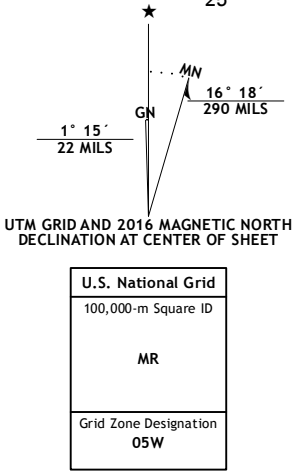 25
★
MN
GN
16° 18´
290 MILS
1° 15´
22 MILS
UTM GRID AND 2016 MAGNETIC NORTH
DECLINATION AT CENTER OF SHEET
U.S. National Grid
100,000-m Square ID
MR
Grid Zone Designation
05W